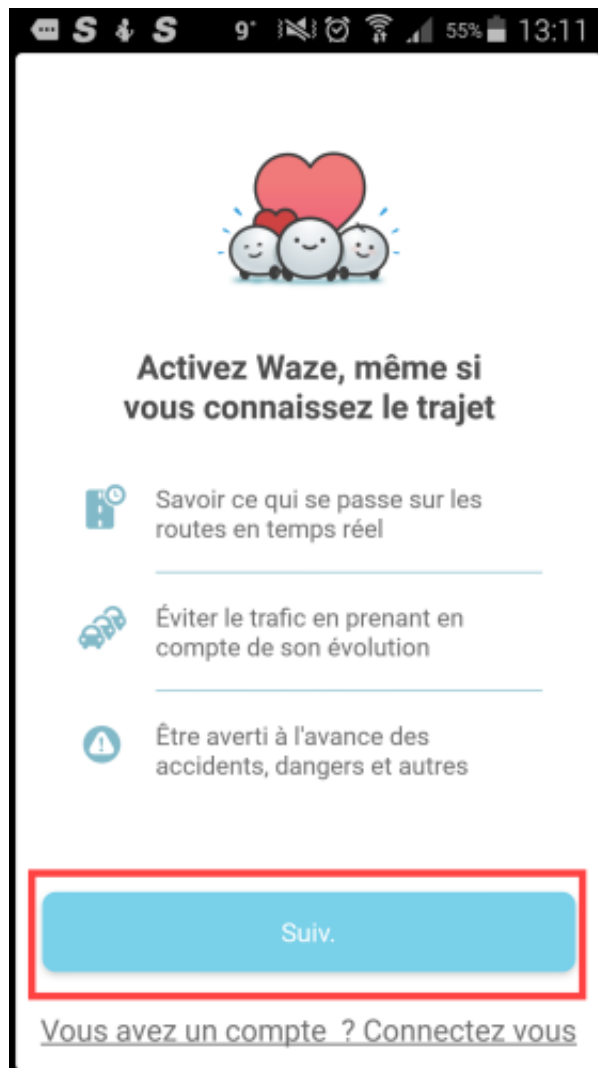 S S 9° 55% 13:11
Activez Waze, même si
vous connaissez le trajet
Savoir ce qui se passe sur les
routes en temps réel
Éviter le trafic en prenant en
compte de son évolution
Être averti à l'avance des
accidents, dangers et autres
Suiv.
Vous avez un compte ? Connectez vous